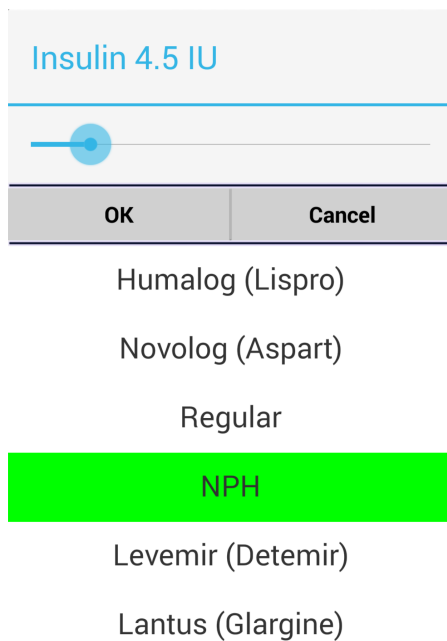 Insulin 4.5 IU
OK Cancel
Humalog (Lispro)
Novolog (Aspart)
Regular
NPH
Levemir (Detemir)
Lantus (Glargine)